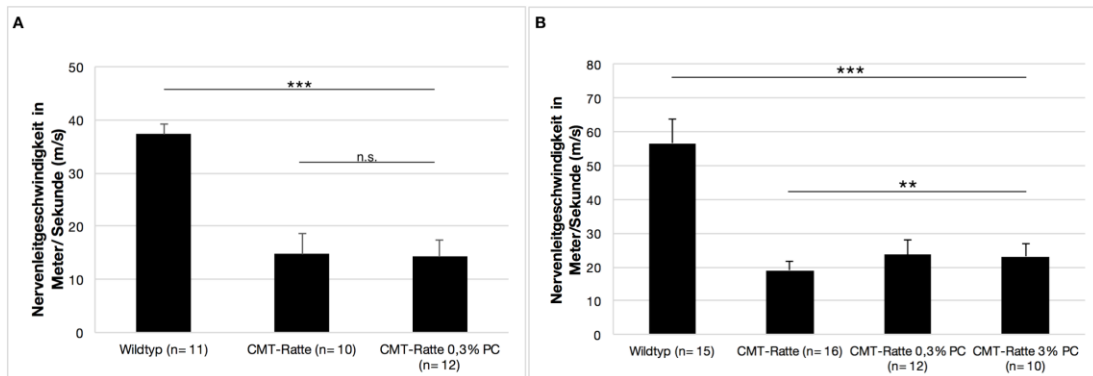 A
Nervenleitgeschwindigkeit in
Meter/ Sekunde (m/s)
50
40
30
20
10
0
***
n.s.
Wildtyp (n= 11)
CMT-Ratte (n= 10)
CMT-Ratte 0,3% PC
(n= 12)
B
Nervenleitgeschwindigkeit in
Meter/Sekunde (m/s)
80
70
60
50
40
30
20
10
0
***
**
Wildtyp (n= 15)
CMT-Ratte (n= 16)
CMT-Ratte 0,3% PC
(n= 12)
CMT-Ratte 3% PC
(n= 10)